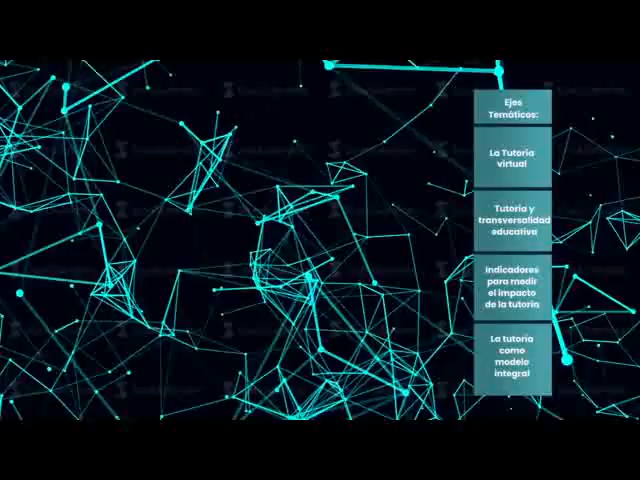 Ejes
Temáticos:
La Tutoría
virtual
Tutoría y
transversalidad
educativa
Indicadores
para medir
el impacto
de la tutoría
La tutoría
como
modelo
integral